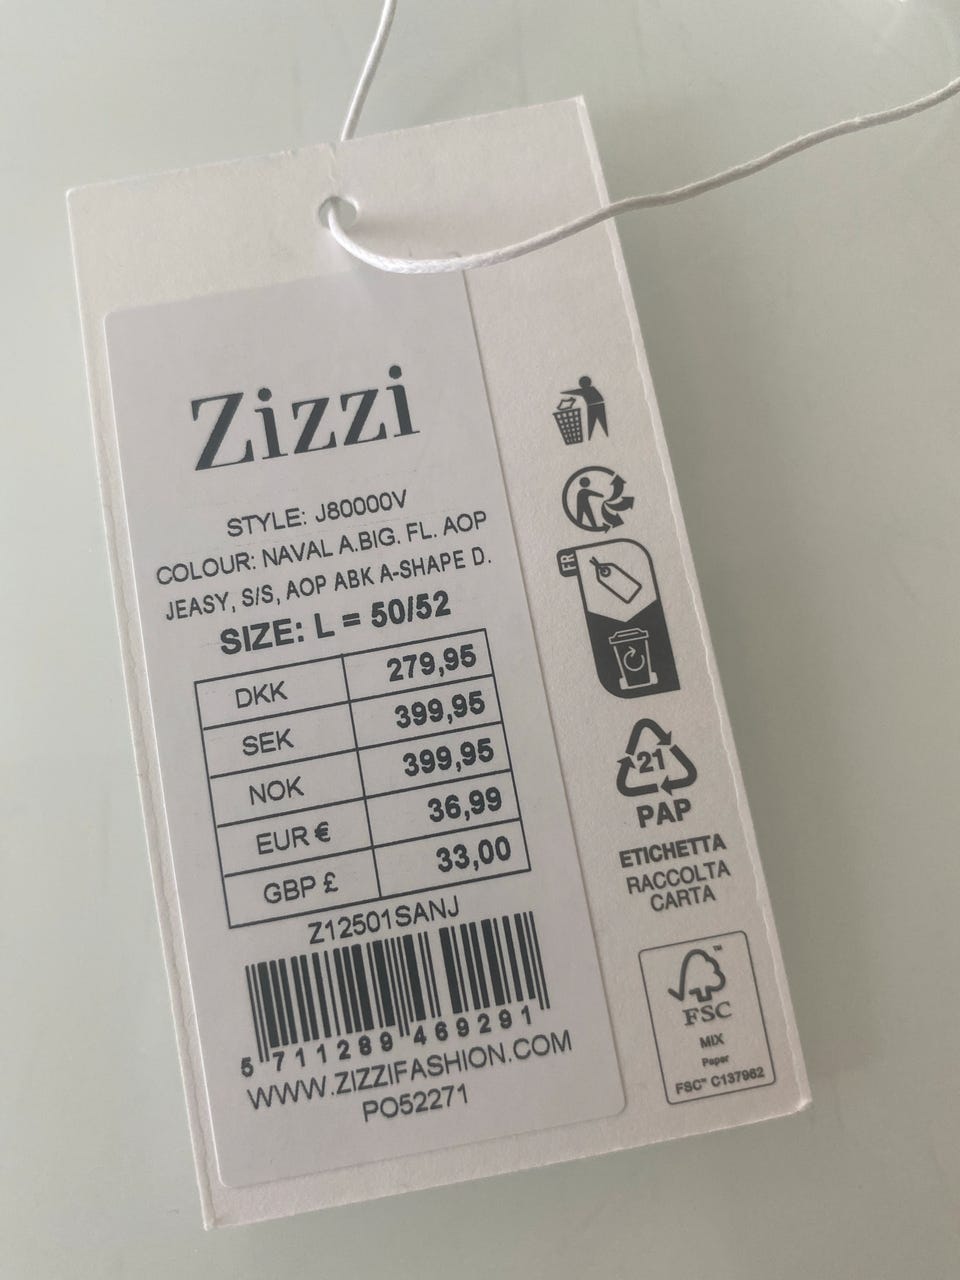 Zizzi
STYLE: J80000V
COLOUR: NAVAL A.BIG. FL. AOP
JEASY, S/S, AOP ABK A-SHAPE D.
SIZE: L = 50/52
DKK 279,95
SEK 399,95
NOK 399,95
EUR € 36,99
GBP £ 33,00
Z12501SANJ
5 711289 469291
WWW.ZIZZIFASHION.COM
PO52271
FR
21
PAP
ETICHETTA
RACCOLTA
CARTA
FSC™
MIX
Paper
FSC™ C137962